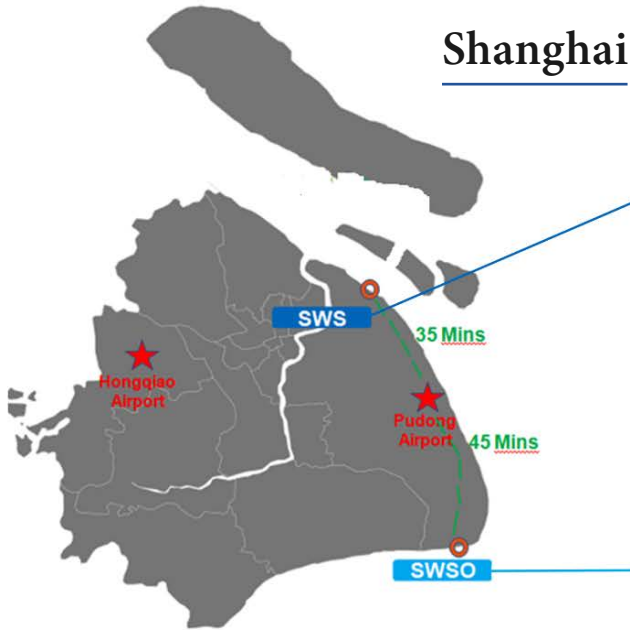 Shanghai
SWS
35 Mins
Hongqiao
Airport
Pudong
Airport
45 Mins
SWSO